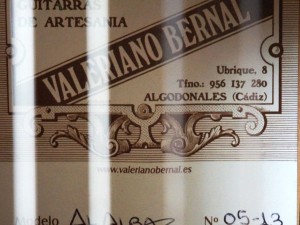 GUITARRAS
DE ARTESANIA
VALERIANO BERNAL
Ubrique, 8
Tfno.: 956 137 280
ALGODONALES (Cádiz)
www.valerianobernal.es
Modelo
Nº 05-13